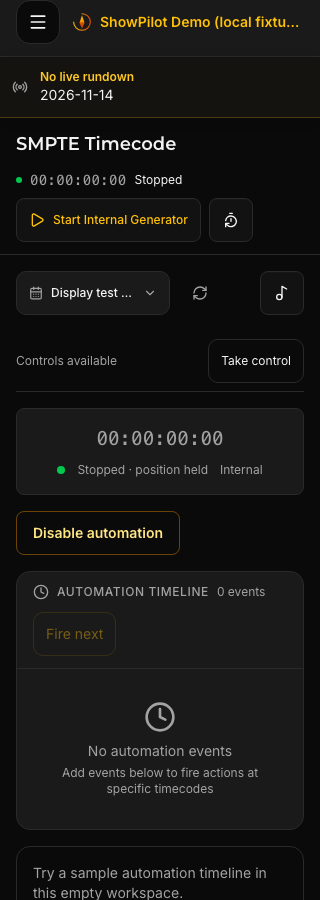 ShowPilot Demo (local fixtu...
No live rundown
2026-11-14
SMPTE Timecode
00:00:00:00 Stopped
Start Internal Generator
Display test ...
Controls available
Take control
00:00:00:00
Stopped · position held Internal
Disable automation
AUTOMATION TIMELINE 0 events
Fire next
No automation events
Add events below to fire actions at
specific timecodes
Try a sample automation timeline in
this empty workspace.